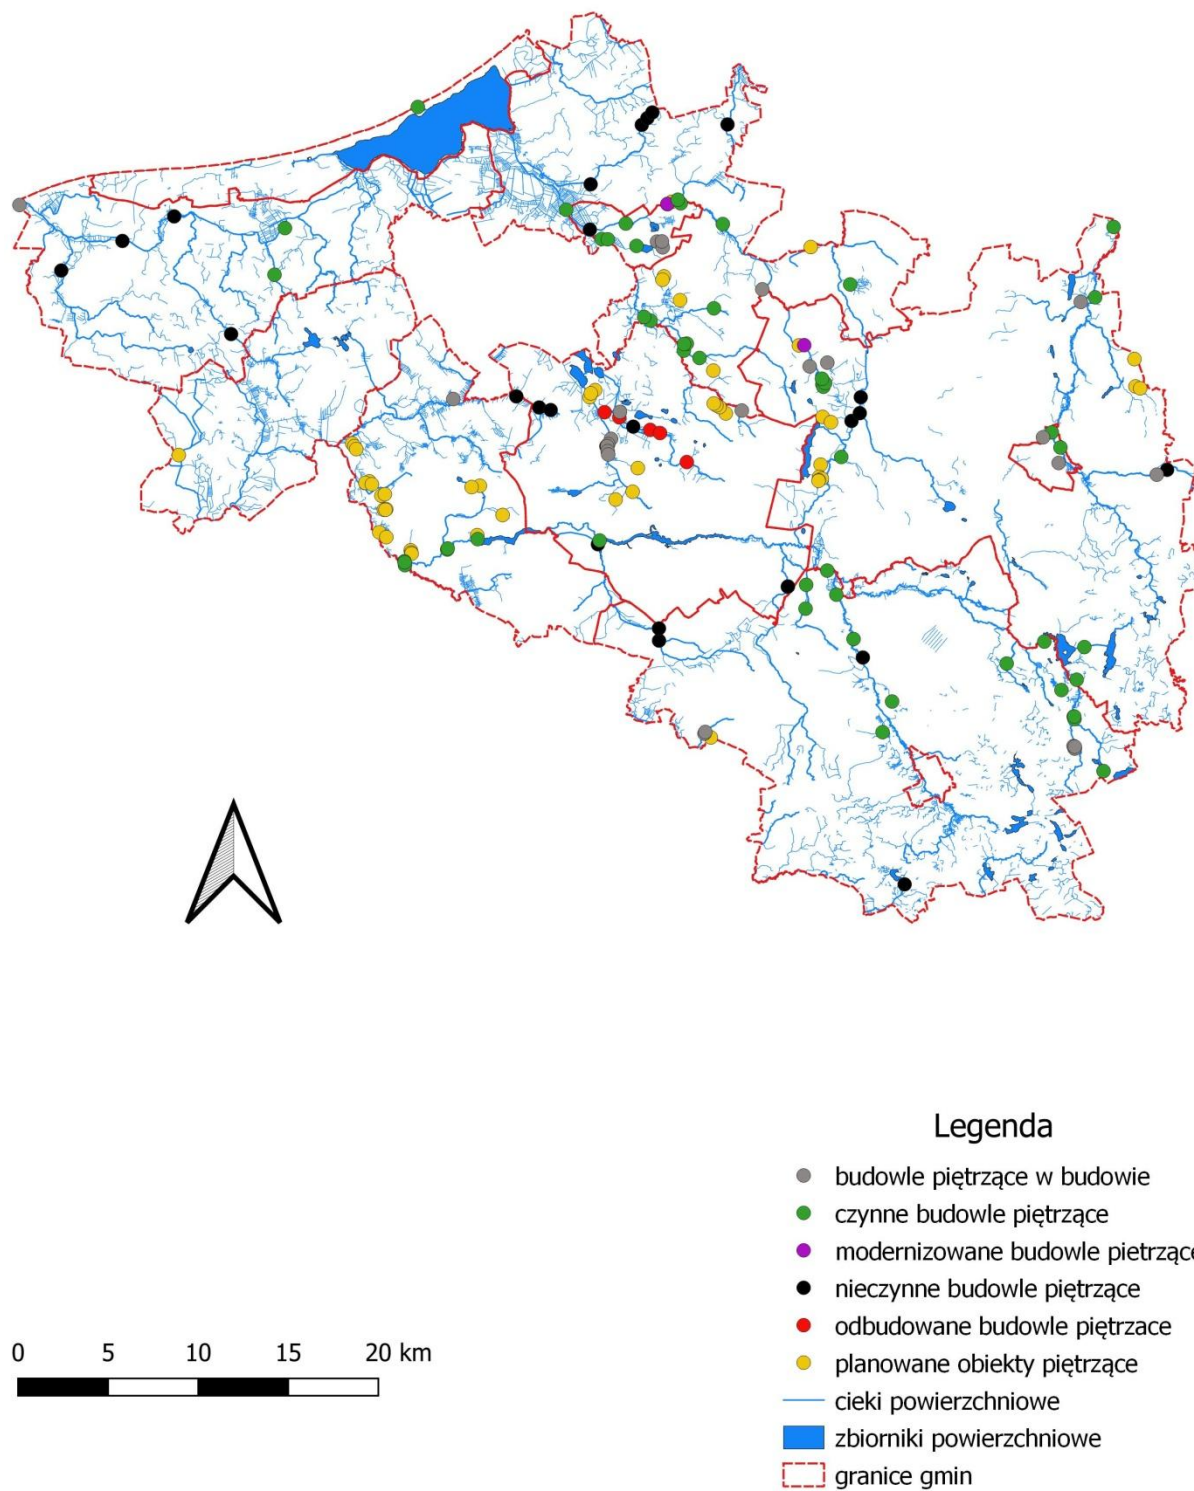 Legenda
budowle piętrzące w budowie
czynne budowle piętrzące
modernizowane budowle pietrzące
nieczynne budowle piętrzące
odbudowane budowle piętrzace
planowane obiekty piętrzące
cieki powierzchniowe
zbiorniki powierzchniowe
granice gmin
0 5 10 15 20 km